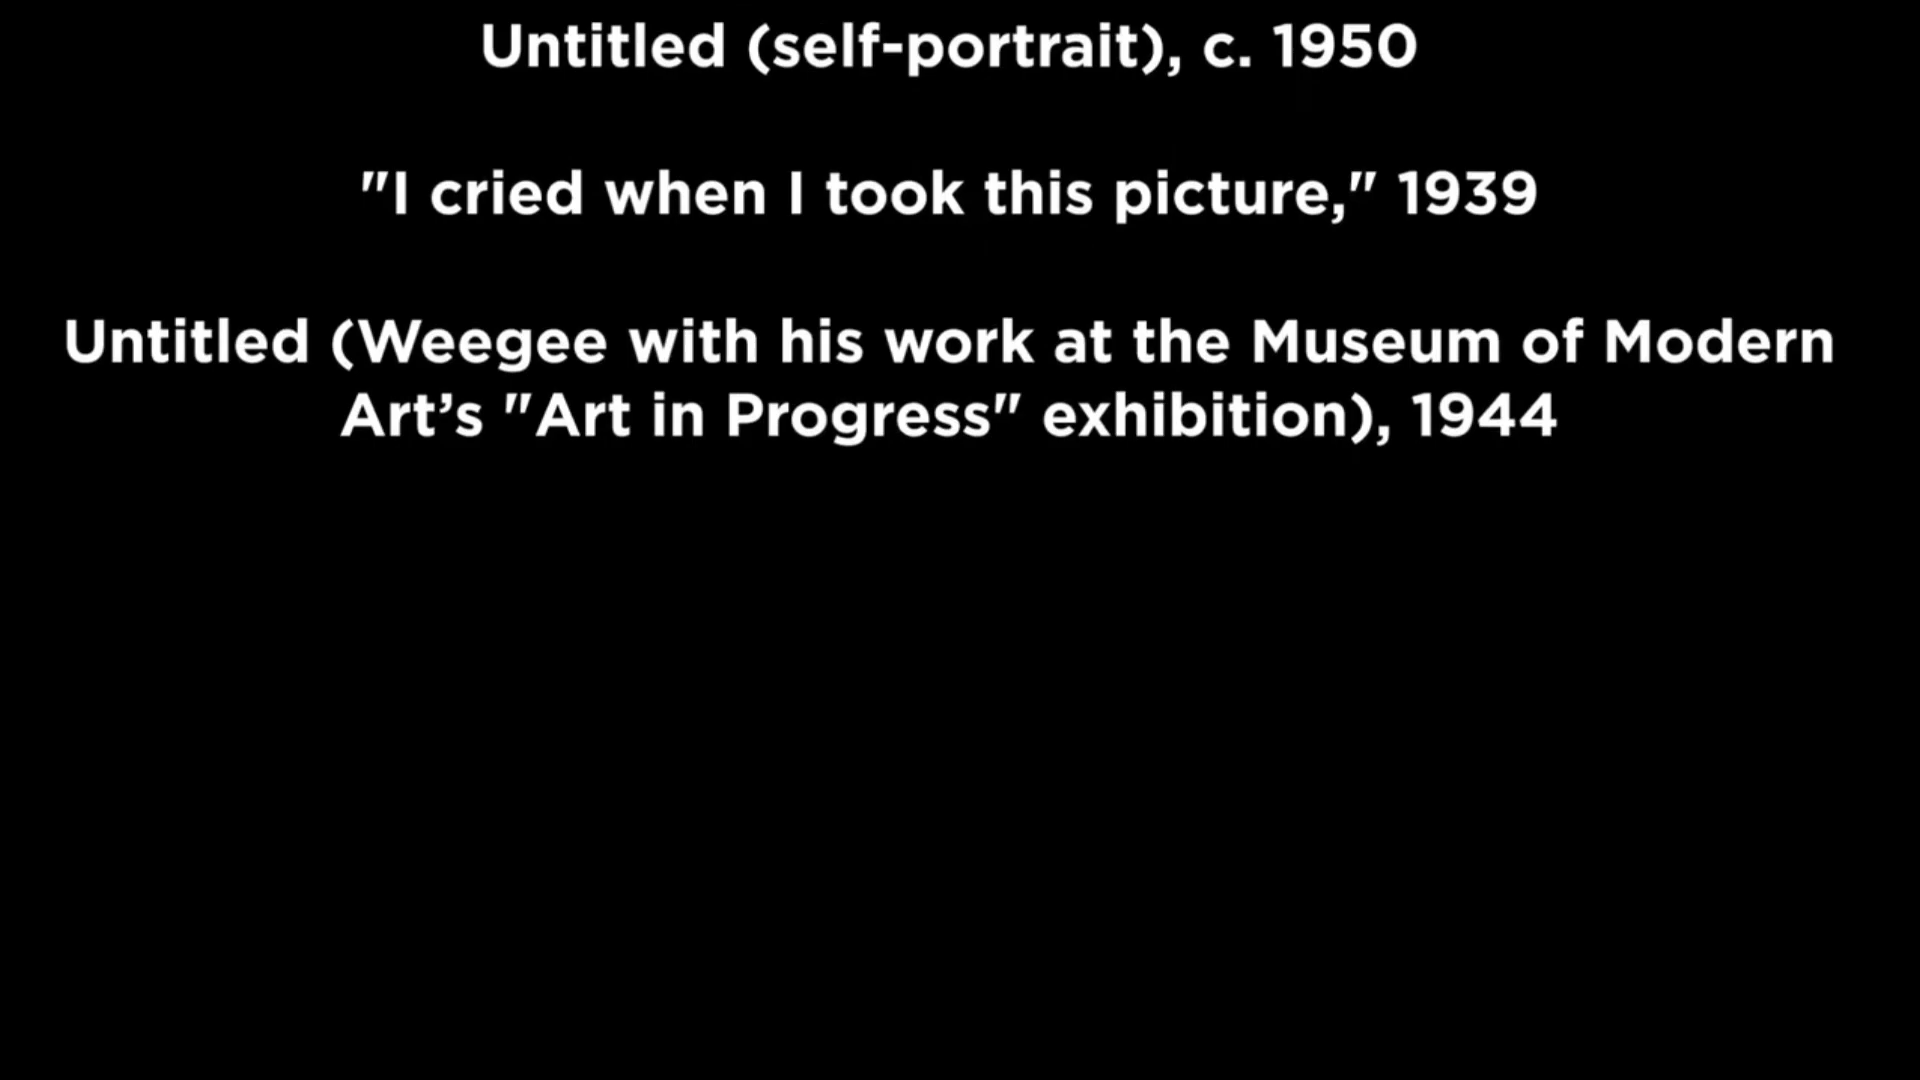 Untitled (self-portrait), c. 1950
"I cried when I took this picture," 1939
Untitled (Weegee with his work at the Museum of Modern
Art’s "Art in Progress" exhibition), 1944